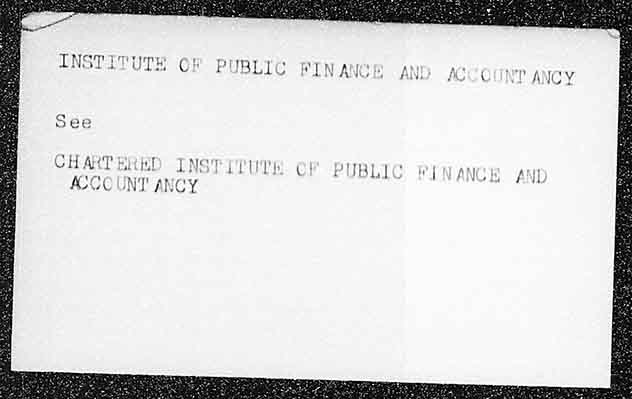 INSTITUTE OF PUBLIC FINANCE AND ACCOUNTANCY
See
CHARTERED INSTITUTE OF PUBLIC FINANCE AND
ACCOUNTANCY